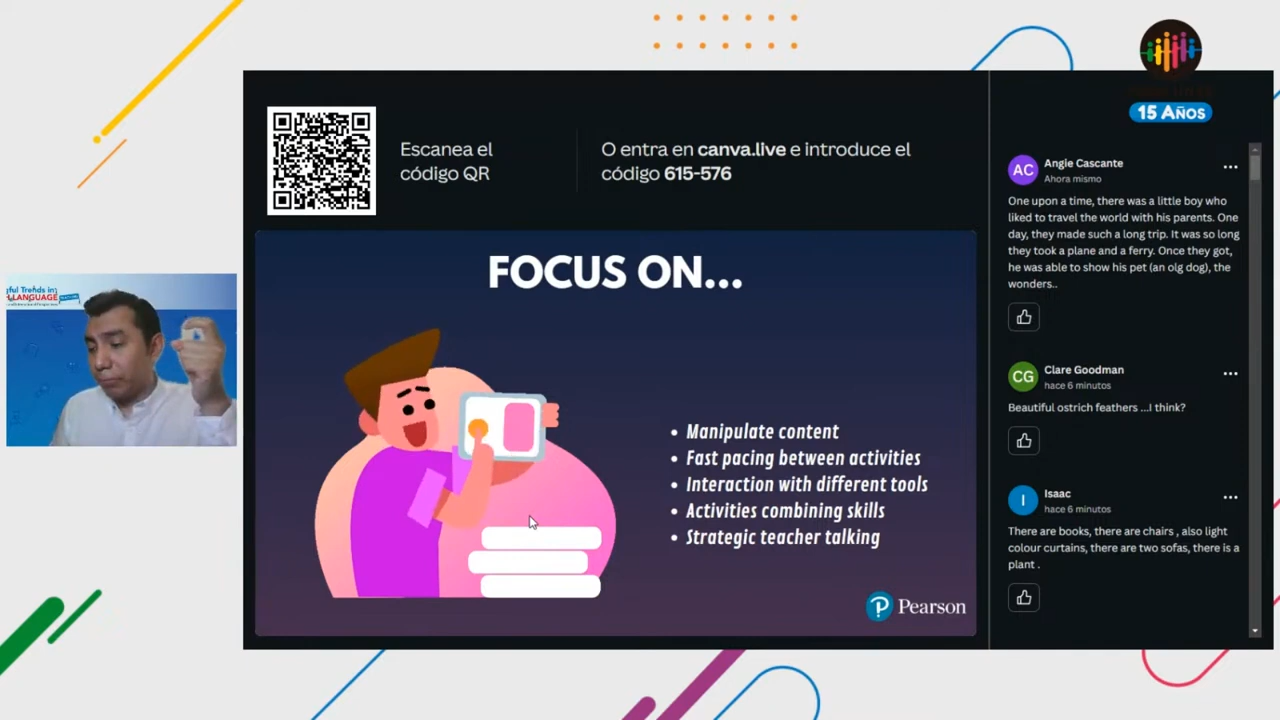 15 AÑOS
Escanea el
código QR
O entra en canva.live e introduce el
código 615-576
FOCUS ON...
• Manipulate content
• Fast pacing between activities
• Interaction with different tools
• Activities combining skills
• Strategic teacher talking
Pearson
ful Trends in
LANGUAGE
AC
Angie Cascante
Ahora mismo
One upon a time, there was a little boy who
liked to travel the world with his parents. One
day, they made such a long trip. It was so long
they took a plane and a ferry. Once they got,
he was able to show his pet (an olg dog), the
wonders..
CG
Clare Goodman
hace 6 minutos
Beautiful ostrich feathers ...I think?
I
Isaac
hace 6 minutos
There are books, there are chairs , also light
colour curtains, there are two sofas, there is a
plant .